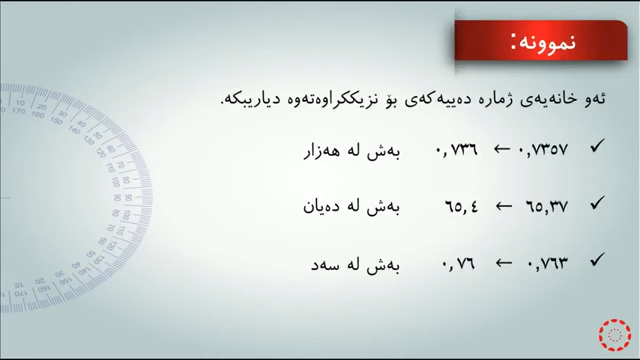 نموونە:
ئەو خانەیەی ژمارە دەییەکەی بۆ نزیککراوەتەوە دیاریبکە.
✓ ٠,٧٣٥٧ ← ٠,٧٣٦ بەش لە هەزار
✓ ٦٥,٣٧ ← ٦٥,٤ بەش لە دەیان
✓ ٠,٧٦٣ ← ٠,٧٦ بەش لە سەد